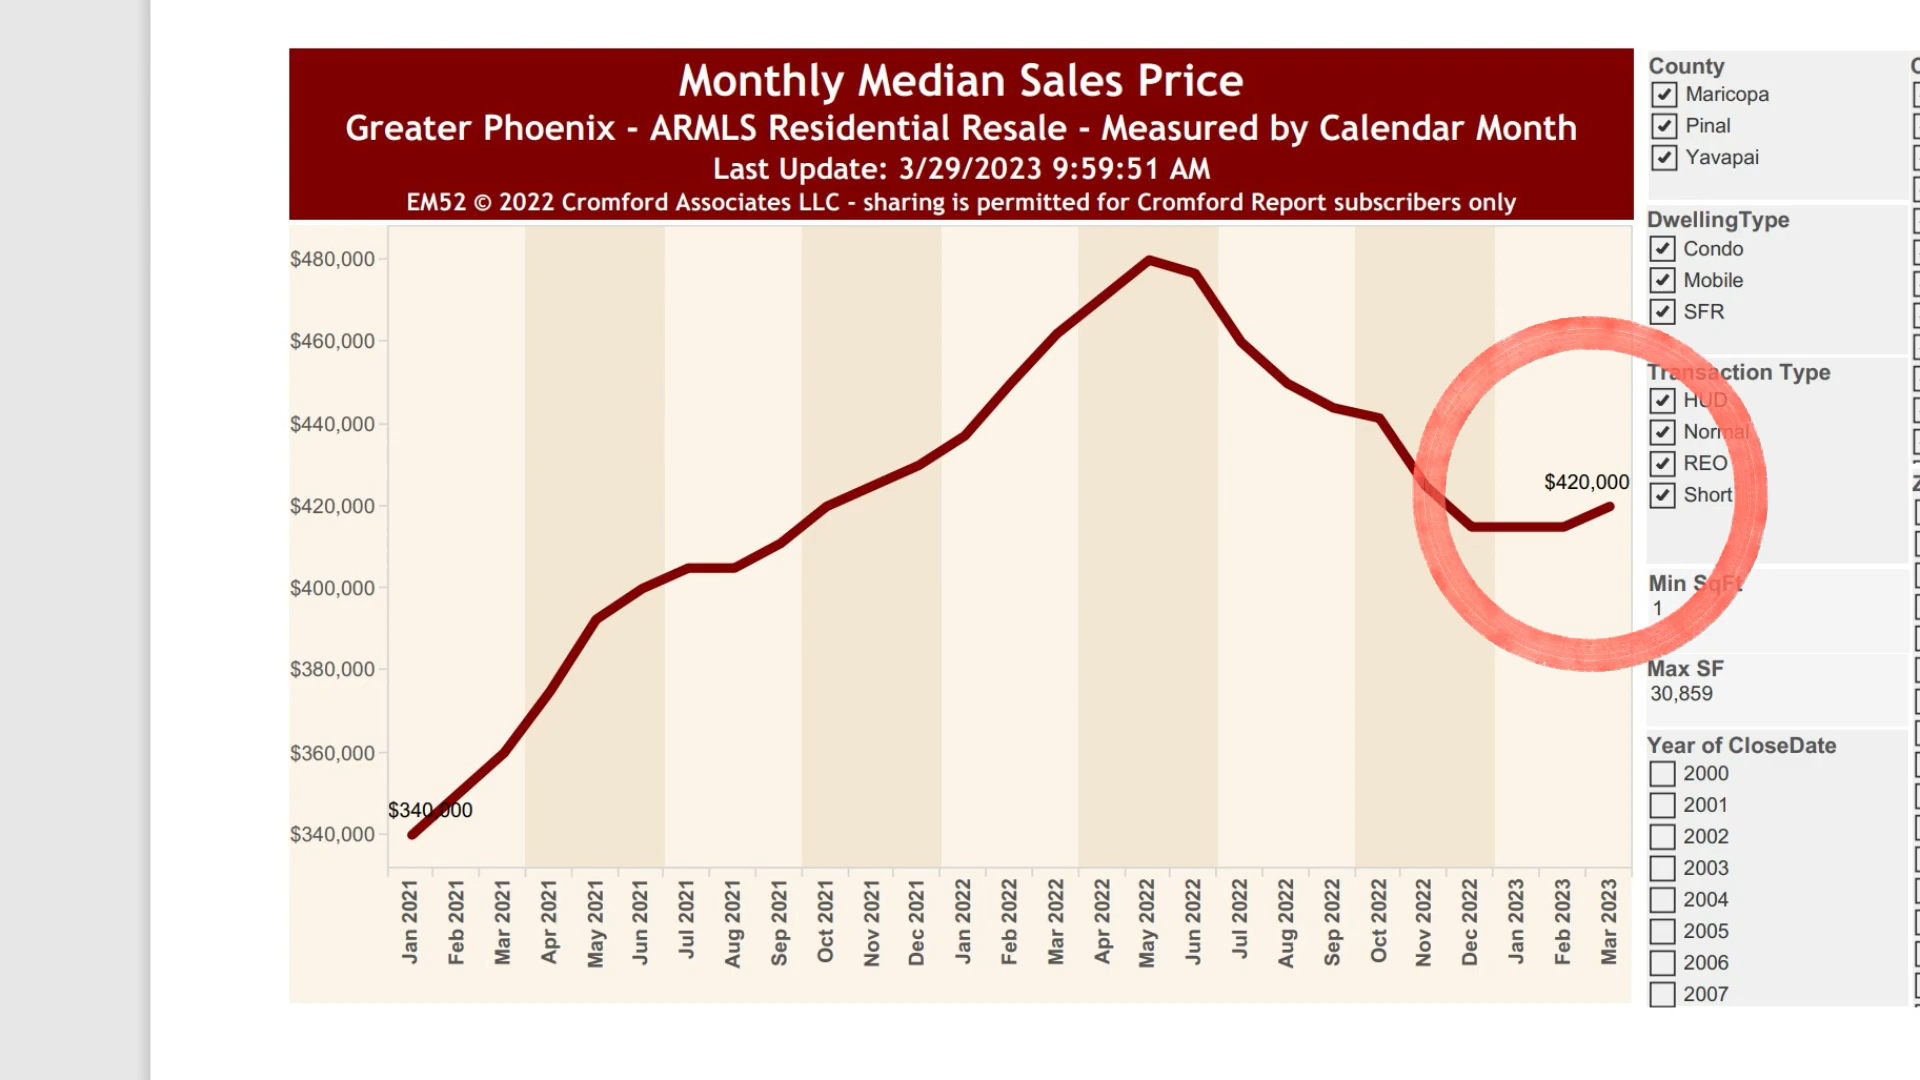 Monthly Median Sales Price
Greater Phoenix - ARMLS Residential Resale - Measured by Calendar Month
Last Update: 3/29/2023 9:59:51 AM
EM52 © 2022 Cromford Associates LLC - sharing is permitted for Cromford Report subscribers only
$480,000
$460,000
$440,000
$420,000
$400,000
$380,000
$360,000
$340,000
$340,000
$420,000
Jan 2021
Feb 2021
Mar 2021
Apr 2021
May 2021
Jun 2021
Jul 2021
Aug 2021
Sep 2021
Oct 2021
Nov 2021
Dec 2021
Jan 2022
Feb 2022
Mar 2022
Apr 2022
May 2022
Jun 2022
Jul 2022
Aug 2022
Sep 2022
Oct 2022
Nov 2022
Dec 2022
Jan 2023
Feb 2023
Mar 2023
County
Maricopa
Pinal
Yavapai
DwellingType
Condo
Mobile
SFR
Transaction Type
HUD
Normal
REO
Short
Min SqFt
1
Max SF
30,859
Year of CloseDate
2000
2001
2002
2003
2004
2005
2006
2007